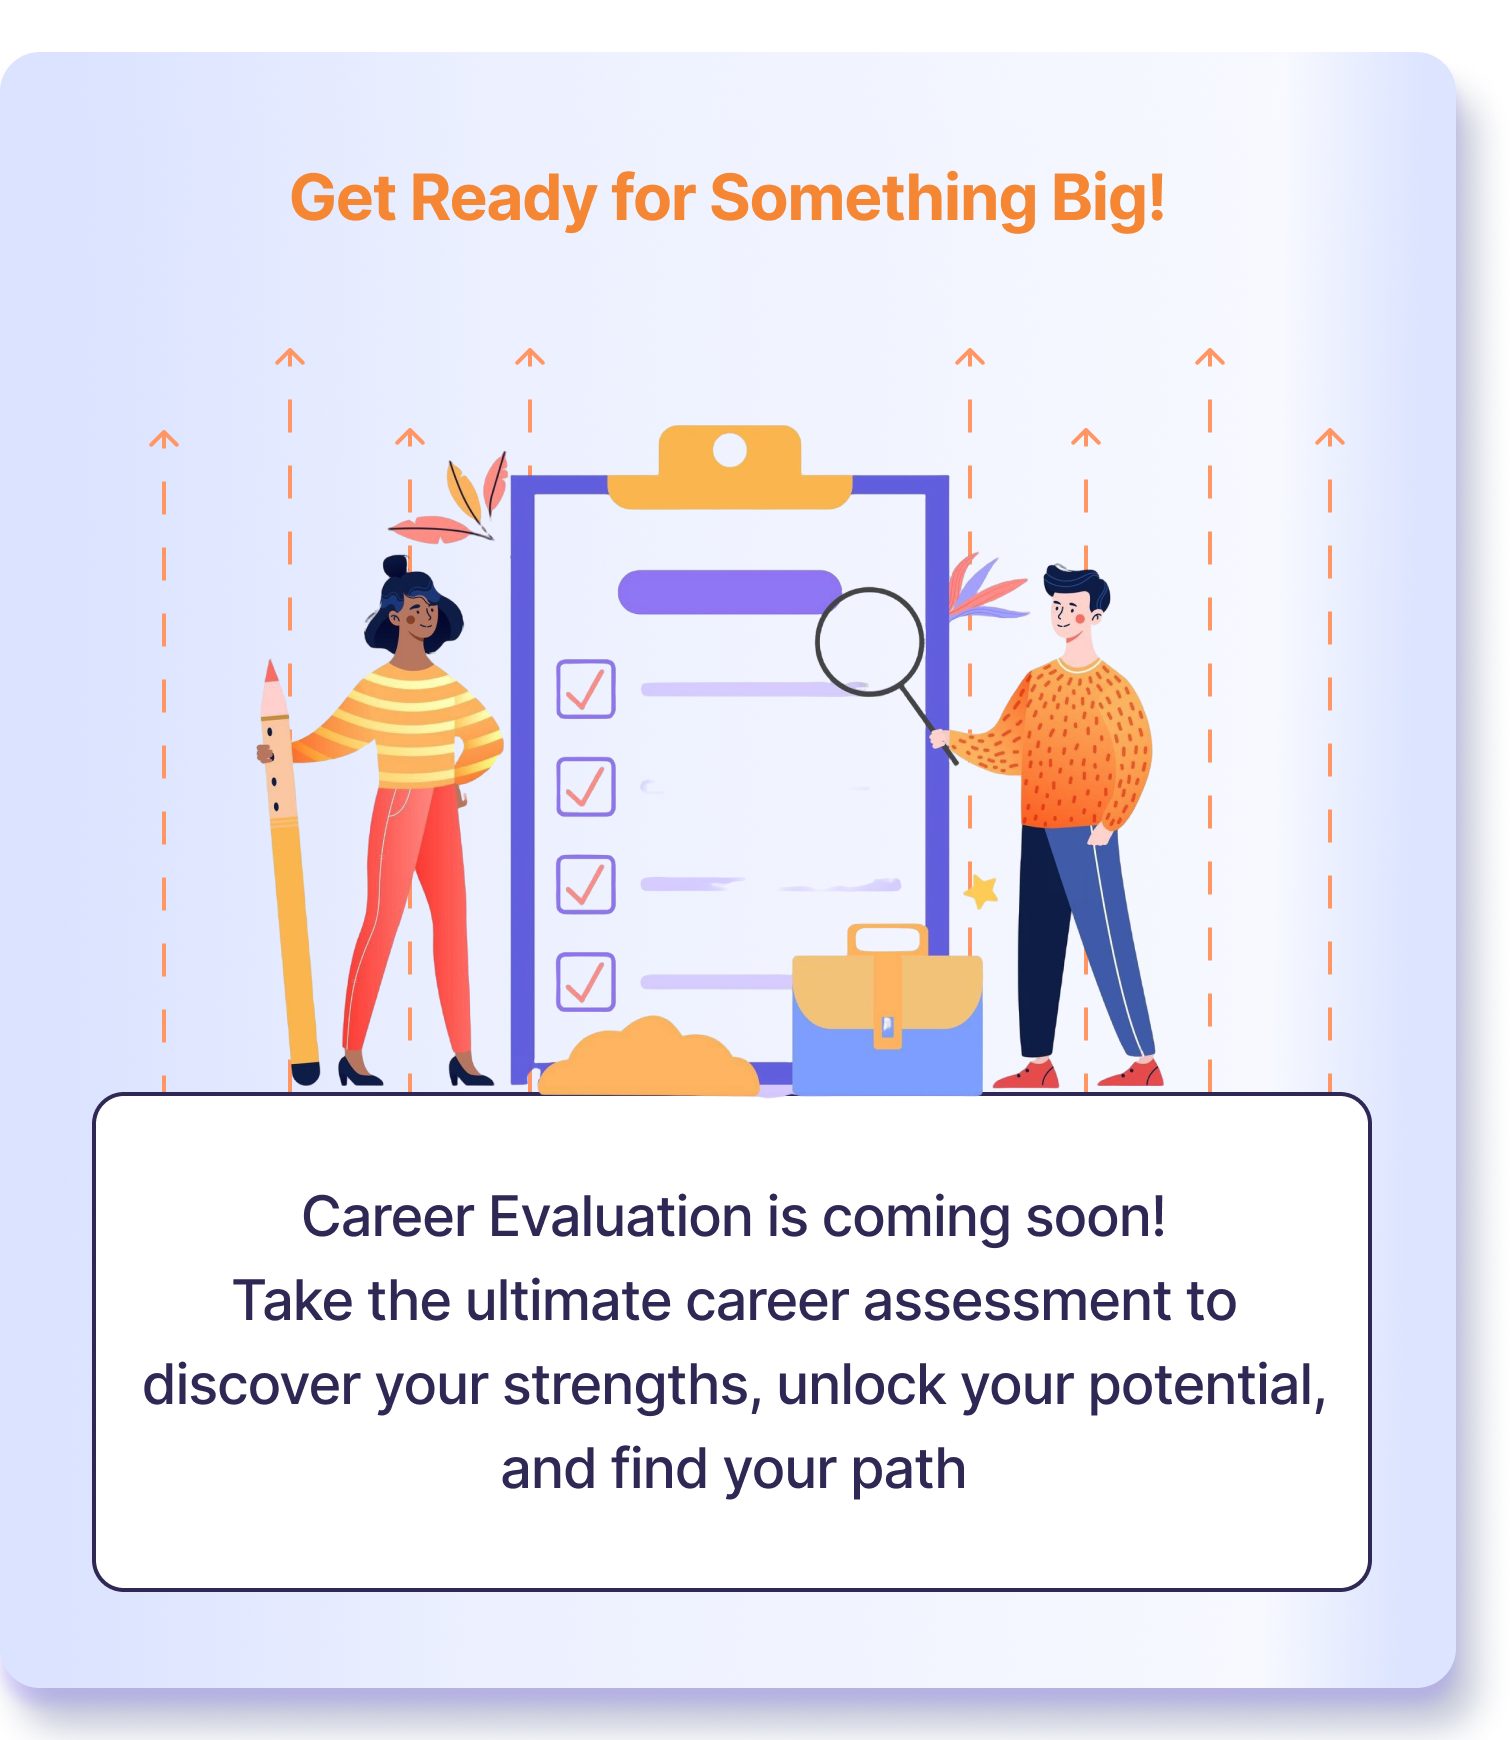 Get Ready for Something Big!
Career Evaluation is coming soon!
Take the ultimate career assessment to
discover your strengths, unlock your potential,
and find your path